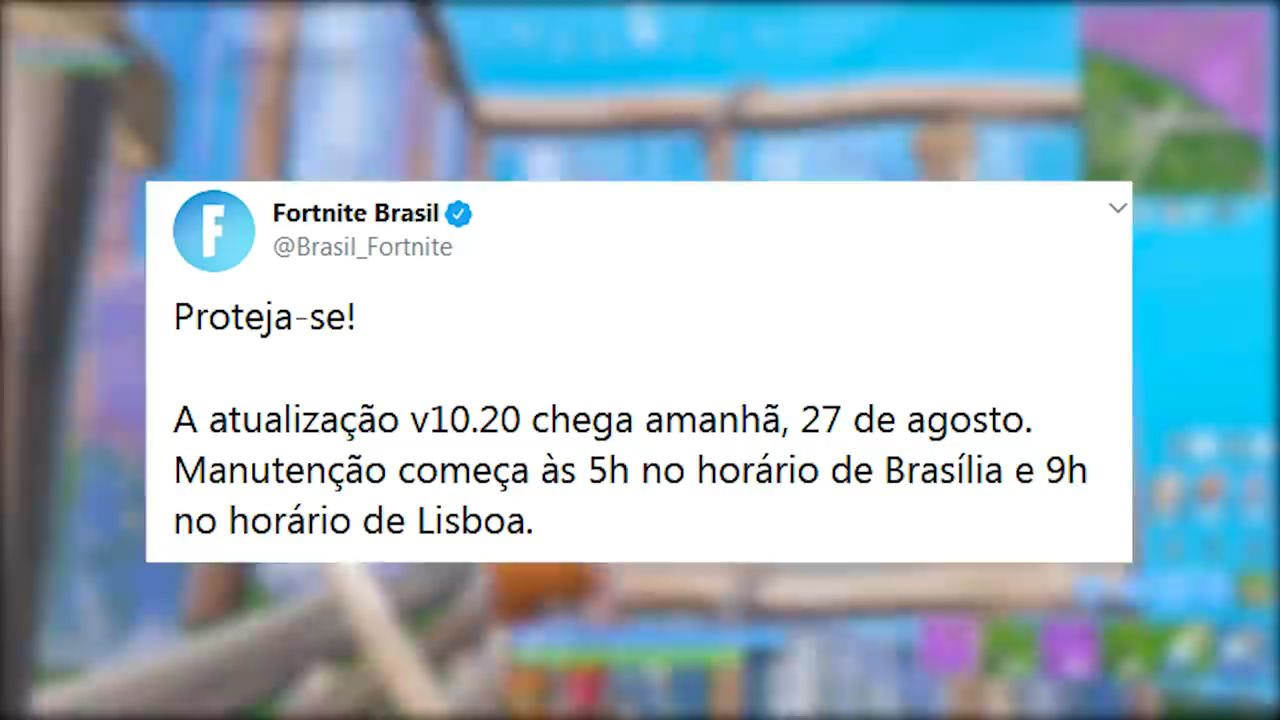 F
Fortnite Brasil
@Brasil_Fortnite
Proteja-se!
A atualização v10.20 chega amanhã, 27 de agosto.
Manutenção começa às 5h no horário de Brasília e 9h
no horário de Lisboa.